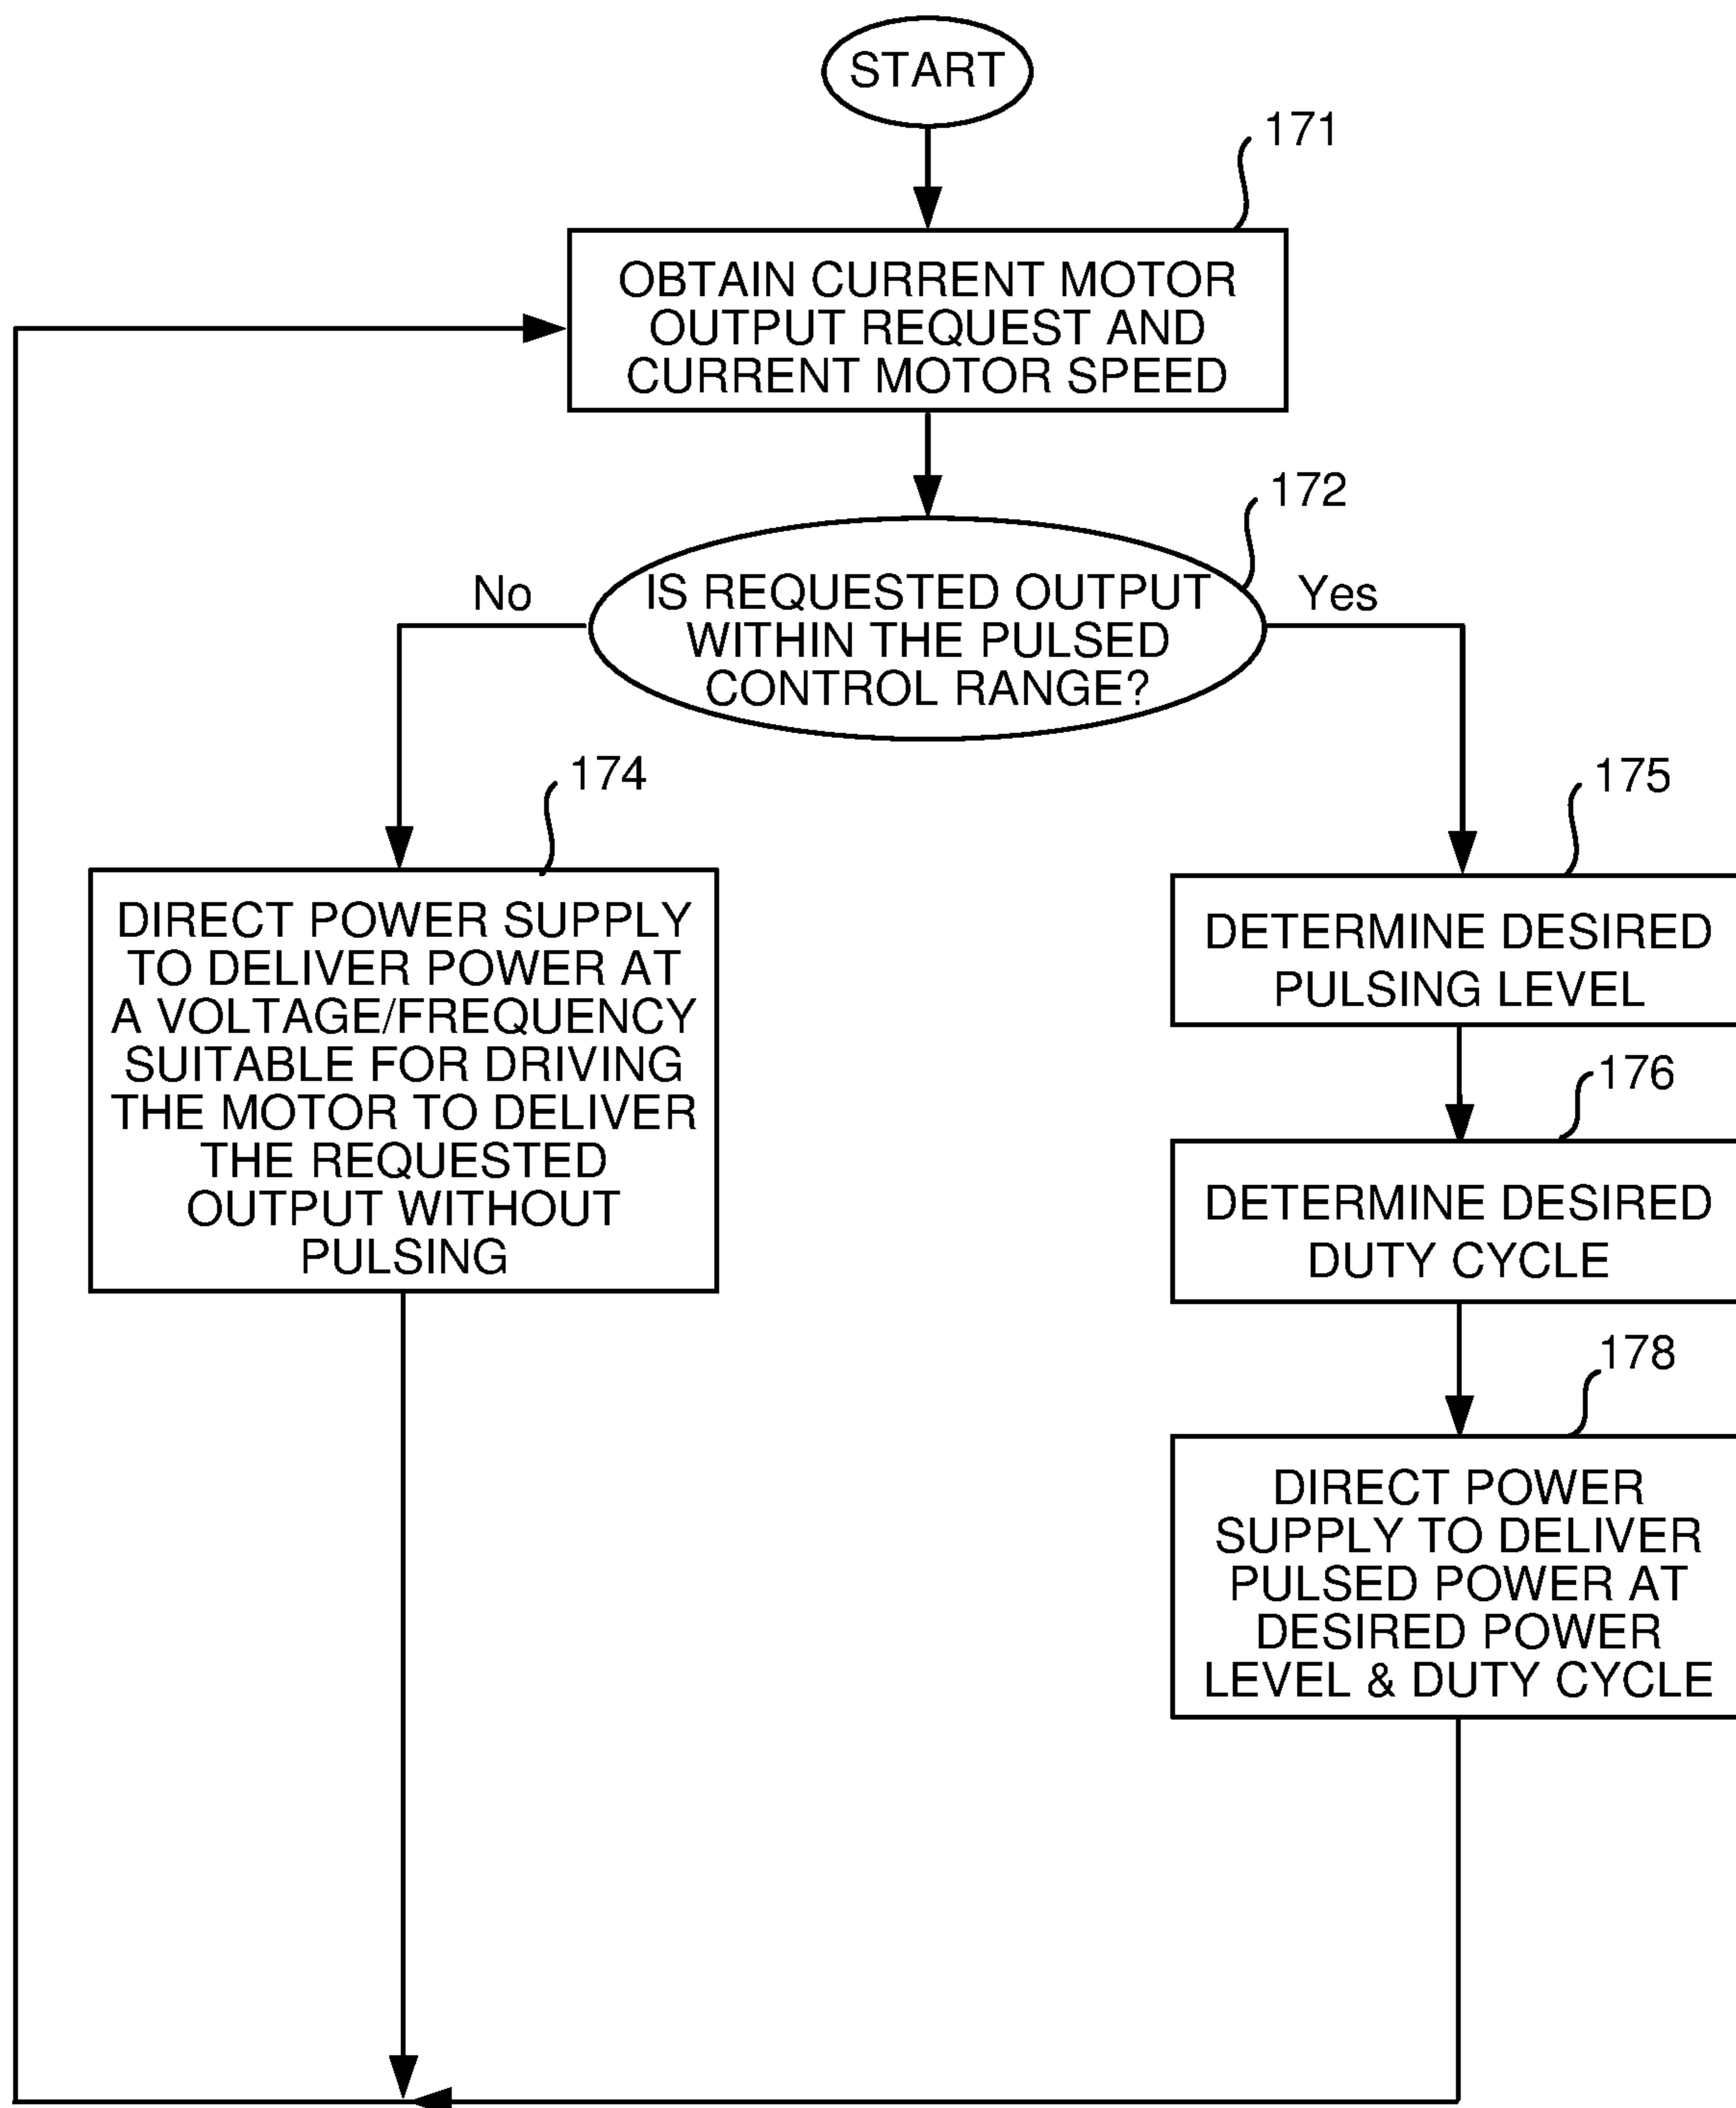 START
171
OBTAIN CURRENT MOTOR
OUTPUT REQUEST AND
CURRENT MOTOR SPEED
172
No
IS REQUESTED OUTPUT
WITHIN THE PULSED
CONTROL RANGE?
Yes
174
DIRECT POWER SUPPLY
TO DELIVER POWER AT
A VOLTAGE/FREQUENCY
SUITABLE FOR DRIVING
THE MOTOR TO DELIVER
THE REQUESTED
OUTPUT WITHOUT
PULSING
175
DETERMINE DESIRED
PULSING LEVEL
176
DETERMINE DESIRED
DUTY CYCLE
178
DIRECT POWER
SUPPLY TO DELIVER
PULSED POWER AT
DESIRED POWER
LEVEL & DUTY CYCLE